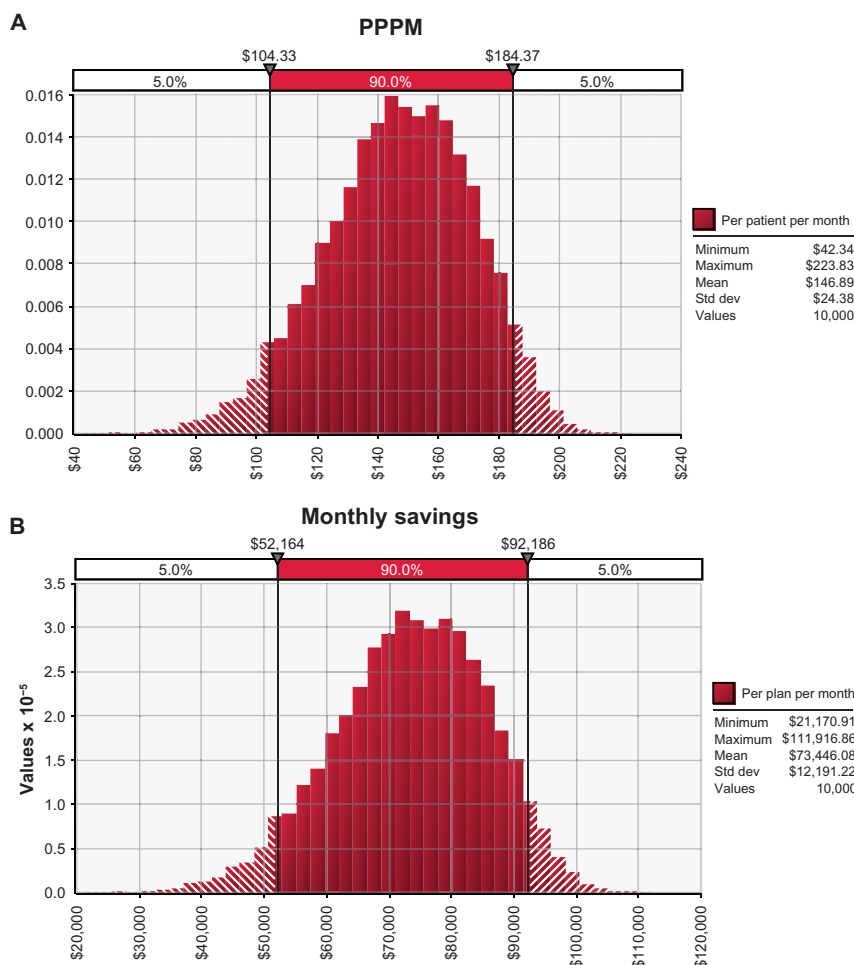 A
PPPM
$104.33 $184.37
5.0% 90.0% 5.0%
0.016
0.014
0.012
0.010
0.008
0.006
0.004
0.002
0.000
$40 $60 $80 $100 $120 $140 $160 $180 $200 $220 $240
Per patient per month
Minimum $42.34
Maximum $223.83
Mean $146.89
Std dev $24.38
Values 10,000
B
Monthly savings
$52,164 $92,186
5.0% 90.0% 5.0%
Values x 10⁻⁵
3.5
3.0
2.5
2.0
1.5
1.0
0.5
0.0
$20,000 $30,000 $40,000 $50,000 $60,000 $70,000 $80,000 $90,000 $100,000 $110,000 $120,000
Per plan per month
Minimum $21,170.91
Maximum $111,916.86
Mean $73,446.08
Std dev $12,191.22
Values 10,000